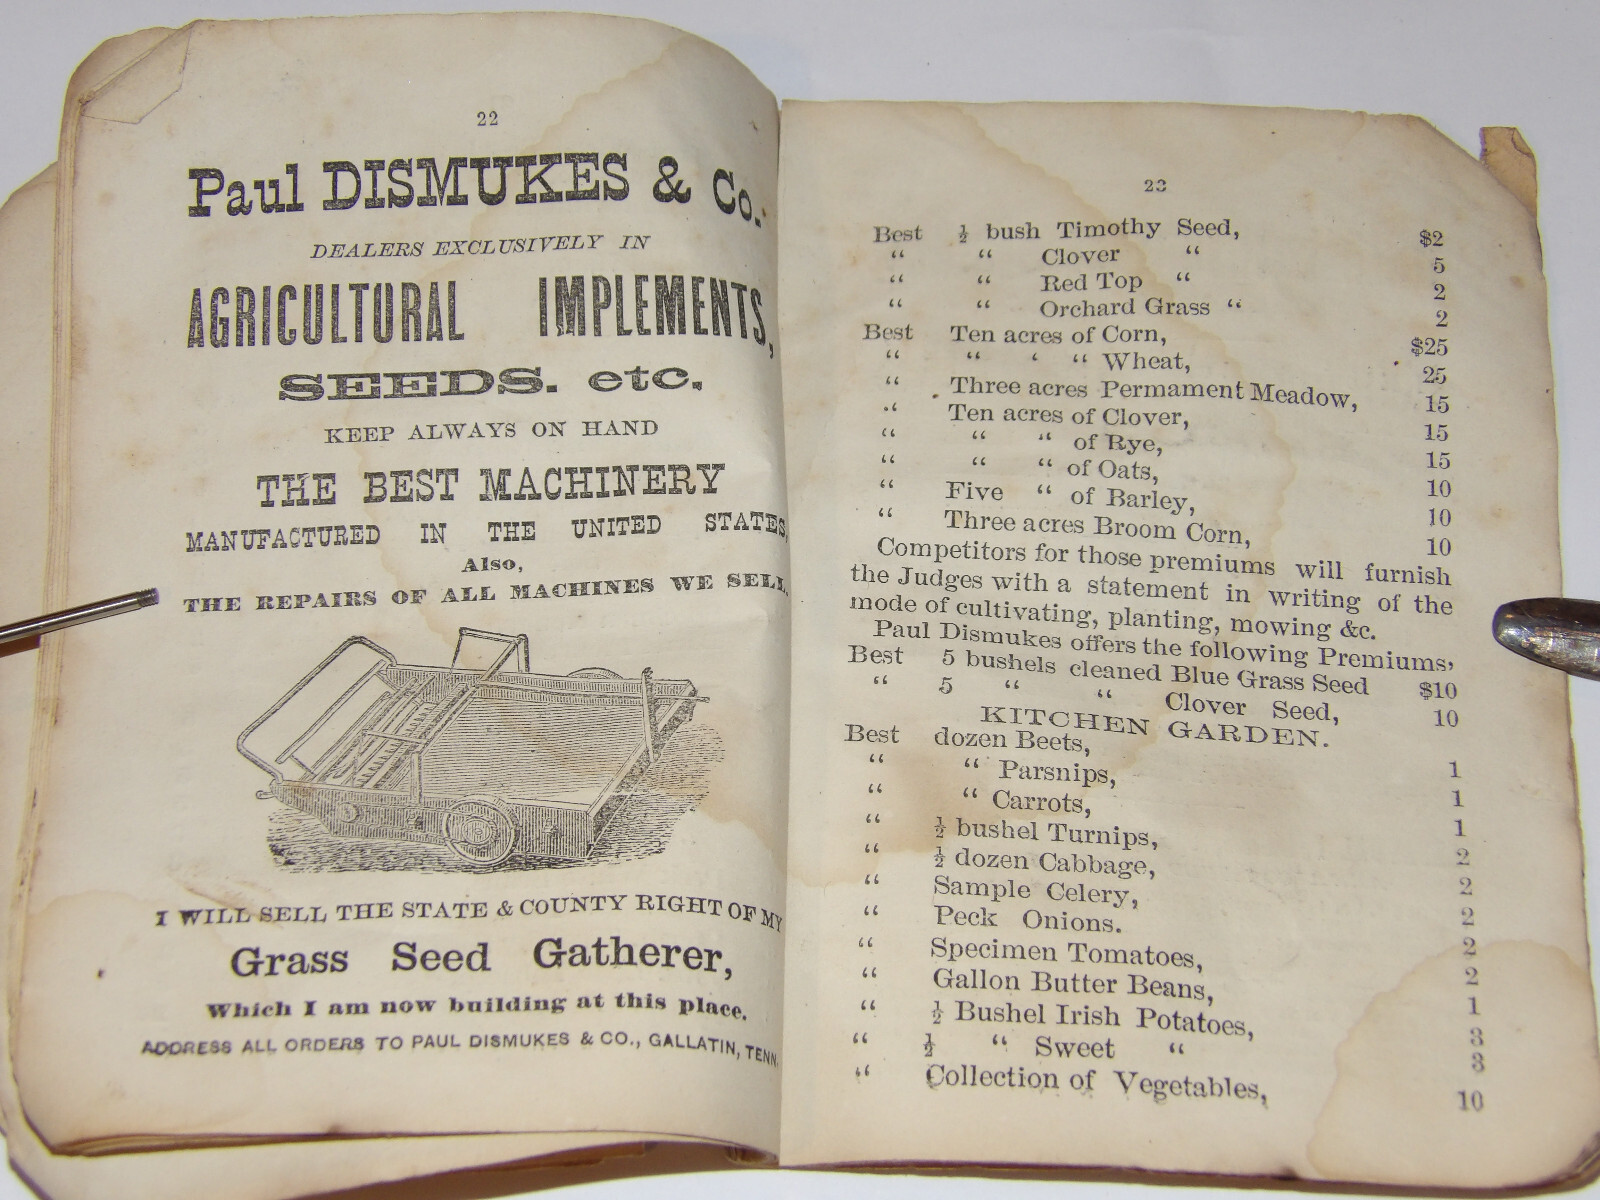 22
Paul DISMUKES & Co.
DEALERS EXCLUSIVELY IN
AGRICULTURAL IMPLEMENTS,
SEEDS. etc.
KEEP ALWAYS ON HAND
THE BEST MACHINERY
MANUFACTURED IN THE UNITED STATES,
Also,
THE REPAIRS OF ALL MACHINES WE SELL.
I WILL SELL THE STATE & COUNTY RIGHT OF MY
Grass Seed Gatherer,
Which I am now building at this place.
ADDRESS ALL ORDERS TO PAUL DISMUKES & CO., GALLATIN, TENN.
23
Best ½ bush Timothy Seed, $2
“ “ Clover “ 5
“ “ Red Top “ 2
“ “ Orchard Grass “ 2
Best Ten acres of Corn, $25
“ “ ‘ “ Wheat, 25
“ Three acres Permament Meadow, 15
“ Ten acres of Clover, 15
“ “ “ of Rye, 15
“ “ “ of Oats, 10
“ Five “ of Barley, 10
“ Three acres Broom Corn, 10
Competitors for those premiums will furnish
the Judges with a statement in writing of the
mode of cultivating, planting, mowing &c.
Paul Dismukes offers the following Premiums,
Best 5 bushels cleaned Blue Grass Seed $10
“ 5 “ “ Clover Seed, 10
KITCHEN GARDEN.
Best dozen Beets, 1
“ “ Parsnips, 1
“ “ Carrots, 1
“ ½ bushel Turnips, 2
“ ½ dozen Cabbage, 2
“ Sample Celery, 2
“ Peck Onions. 2
“ Specimen Tomatoes, 2
“ Gallon Butter Beans, 1
“ ½ Bushel Irish Potatoes, 3
“ ½ “ Sweet “ 3
“ Collection of Vegetables, 10